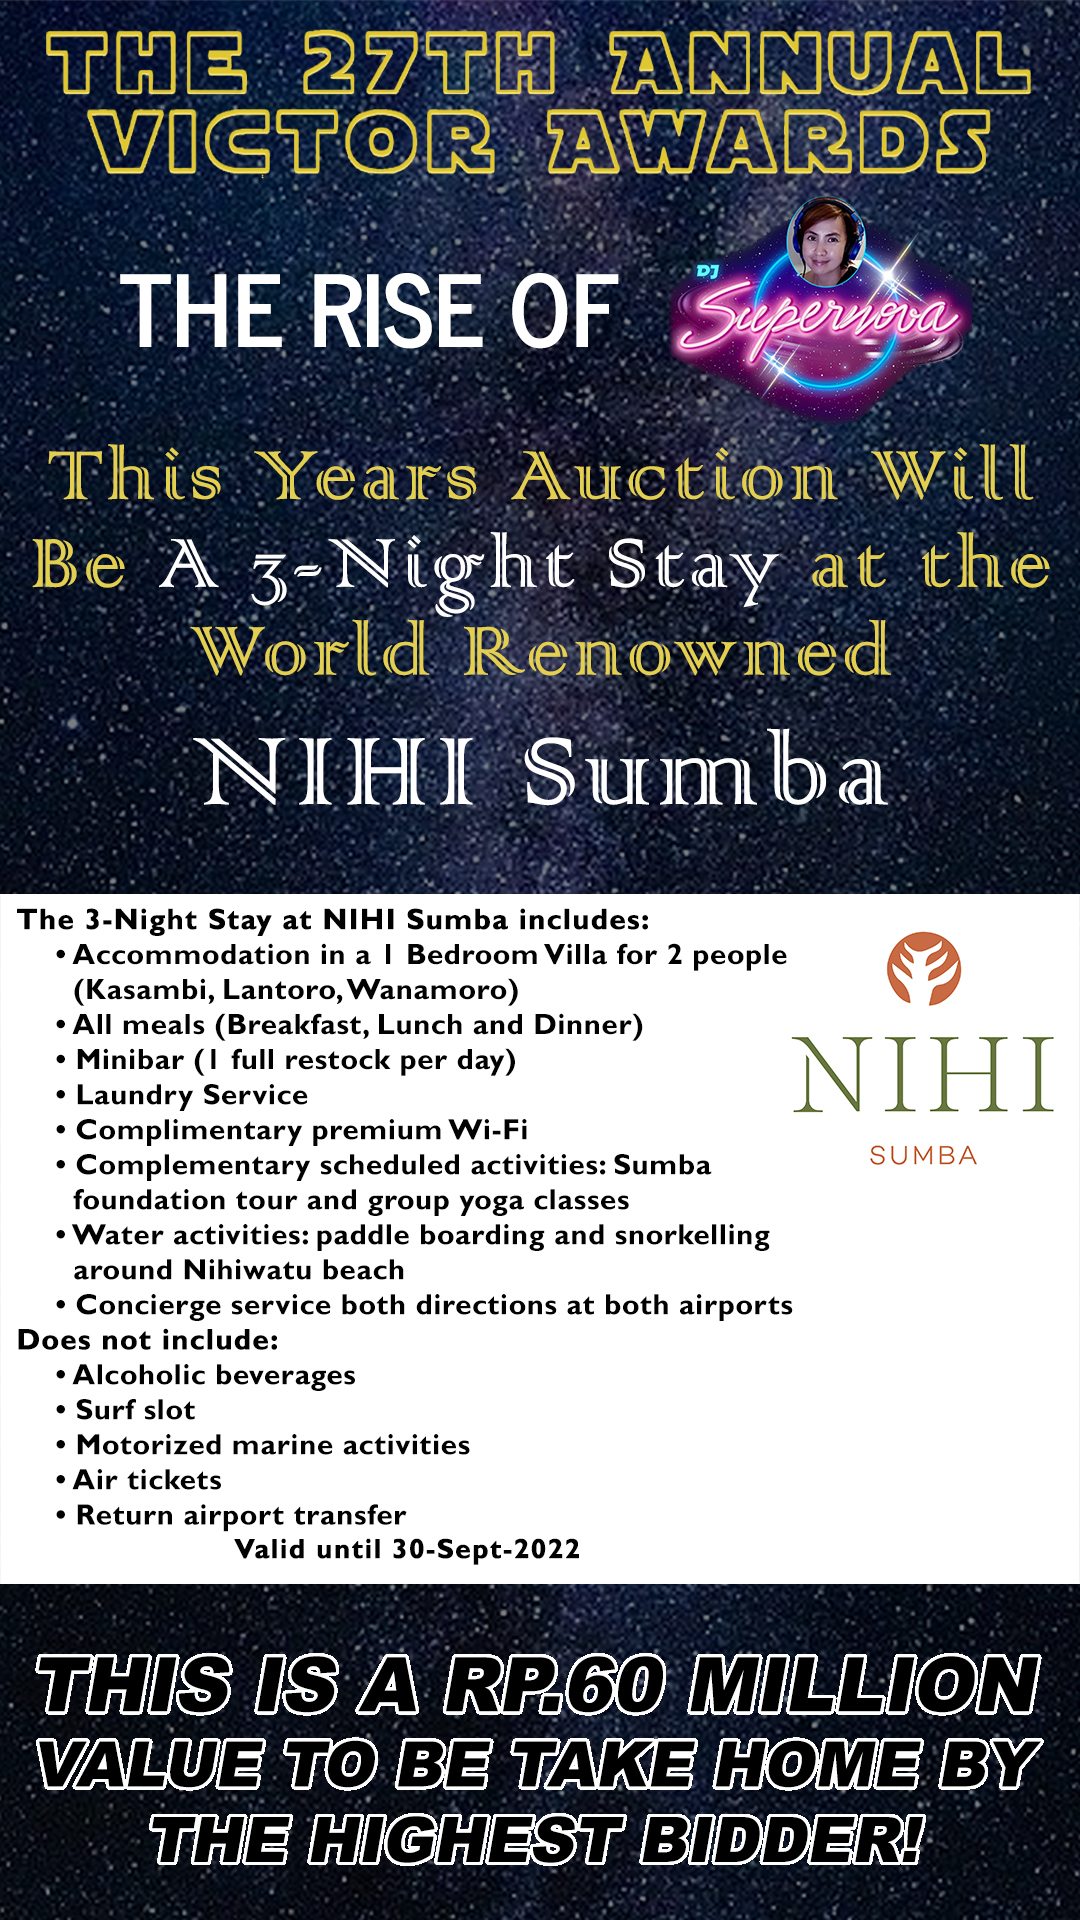 THE 27TH ANNUAL
VICTOR AWARDS
THE RISE OF
DJ
Supernova
This Years Auction Will
Be A 3-Night Stay at the
World Renowned
NIHI Sumba
The 3-Night Stay at NIHI Sumba includes:
• Accommodation in a 1 Bedroom Villa for 2 people
(Kasambi, Lantoro, Wanamoro)
• All meals (Breakfast, Lunch and Dinner)
• Minibar (1 full restock per day)
• Laundry Service
• Complimentary premium Wi-Fi
• Complementary scheduled activities: Sumba
foundation tour and group yoga classes
• Water activities: paddle boarding and snorkelling
around Nihiwatu beach
• Concierge service both directions at both airports
Does not include:
• Alcoholic beverages
• Surf slot
• Motorized marine activities
• Air tickets
• Return airport transfer
Valid until 30-Sept-2022
NIHI
SUMBA
THIS IS A RP.60 MILLION
VALUE TO BE TAKE HOME BY
THE HIGHEST BIDDER!